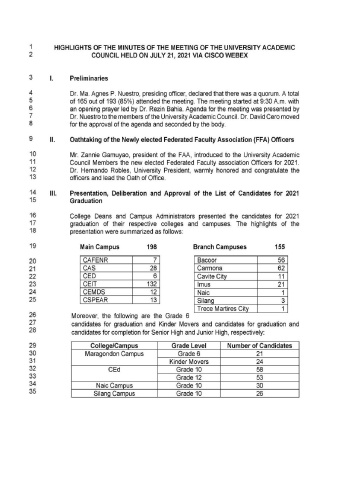 1 HIGHLIGHTS OF THE MINUTES OF THE MEETING OF THE UNIVERSITY ACADEMIC
2 COUNCIL HELD ON JULY 21, 2021 VIA CISCO WEBEX
3 I. Preliminaries
4 Dr. Ma. Agnes P. Nuestro, presiding officer, declared that there was a quorum. A total
5 of 165 out of 193 (85%) attended the meeting. The meeting started at 9:30 A.m. with
6 an opening prayer led by Dr. Rezin Bahia. Agenda for the meeting was presented by
7 Dr. Nuestro to the members of the University Academic Council. Dr. David Cero moved
8 for the approval of the agenda and seconded by the body.
9 II. Oathtaking of the Newly elected Federated Faculty Association (FFA) Officers
10 Mr. Zannie Gamuyao, president of the FAA, introduced to the University Academic
11 Council Members the new elected Federated Faculty association Officers for 2021.
12 Dr. Hernando Robles, University President, warmly honored and congratulate the
13 officers and lead the Oath of Office.
14 III. Presentation, Deliberation and Approval of the List of Candidates for 2021
15 Graduation
16 College Deans and Campus Administrators presented the candidates for 2021
17 graduation of their respective colleges and campuses. The highlights of the
18 presentation were summarized as follows:
19 Main Campus 198 Branch Campuses 155
20 CAFENR 7 Bacoor 56
21 CAS 28 Carmona 62
22 CED 6 Cavite City 11
23 CEIT 132 Imus 21
24 CEMDS 12 Naic 1
25 CSPEAR 13 Silang 3
Trece Martires City 1
26 Moreover, the following are the Grade 6
27 candidates for graduation and Kinder Movers and candidates for graduation and
28 candidates for completion for Senior High and Junior High, respectively:
29 College/Campus Grade Level Number of Candidates
30 Maragondon Campus Grade 6 21
31 Kinder Movers 24
32 CEd Grade 10 58
33 Grade 12 53
34 Naic Campus Grade 10 30
35 Silang Campus Grade 10 26